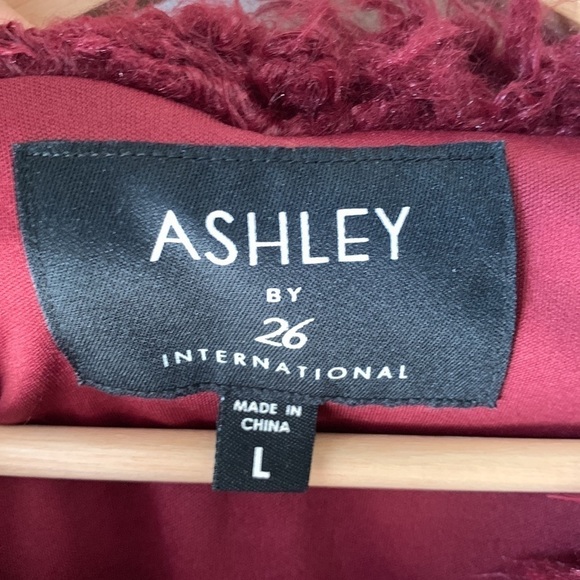 ASHLEY
BY
26
INTERNATIONAL
MADE IN
CHINA
L